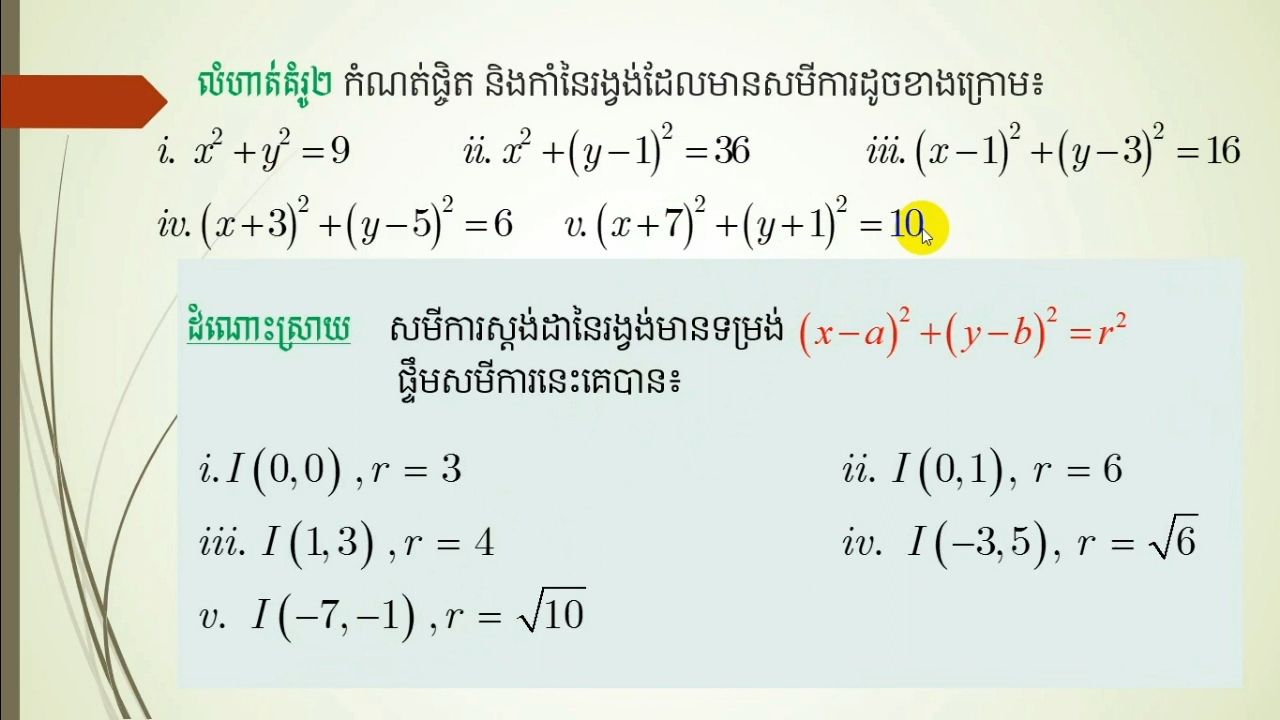 លំហាត់គំរូ២ កំណត់ផ្ចិត និងកាំនៃរង្វង់ដែលមានសមីការដូចខាងក្រោម៖
i. x² + y² = 9 ii. x² + (y − 1)² = 36 iii. (x − 1)² + (y − 3)² = 16
iv. (x + 3)² + (y − 5)² = 6 v. (x + 7)² + (y + 1)² = 10
ដំណោះស្រាយ សមីការស្តង់ដានៃរង្វង់មានទម្រង់ (x − a)² + (y − b)² = r²
ផ្ទឹមសមីការនេះគេបាន៖
i. I (0, 0) , r = 3 ii. I (0, 1), r = 6
iii. I (1, 3) , r = 4 iv. I (−3, 5), r = √6
v. I (−7, −1) , r = √10